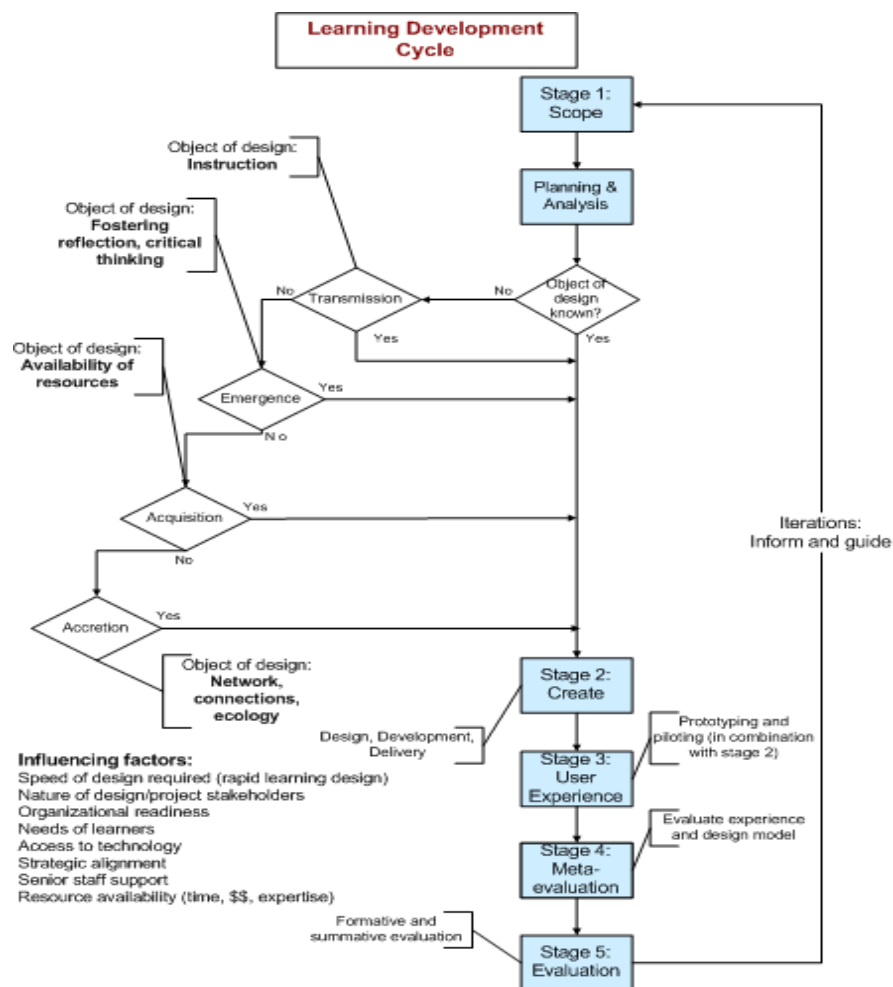 Learning Development
Cycle
Stage 1:
Scope
Object of design:
Instruction
Planning &
Analysis
Object of design:
Fostering
reflection, critical
thinking
No
Transmission
No
Object of
design
known?
Yes
Yes
Object of design:
Availability of
resources
Emergence
Yes
No
Acquisition
Yes
No
Iterations:
Inform and guide
Accretion
Yes
Object of design:
Network,
connections,
ecology
Stage 2:
Create
Design, Development,
Delivery
Prototyping and
piloting (in combination
with stage 2)
Stage 3:
User
Experience
Influencing factors:
Speed of design required (rapid learning design)
Nature of design/project stakeholders
Organizational readiness
Needs of learners
Access to technology
Strategic alignment
Senior staff support
Resource availability (time, $$, expertise)
Evaluate experience
and design model
Stage 4:
Meta-
evaluation
Formative and
summative evaluation
Stage 5:
Evaluation